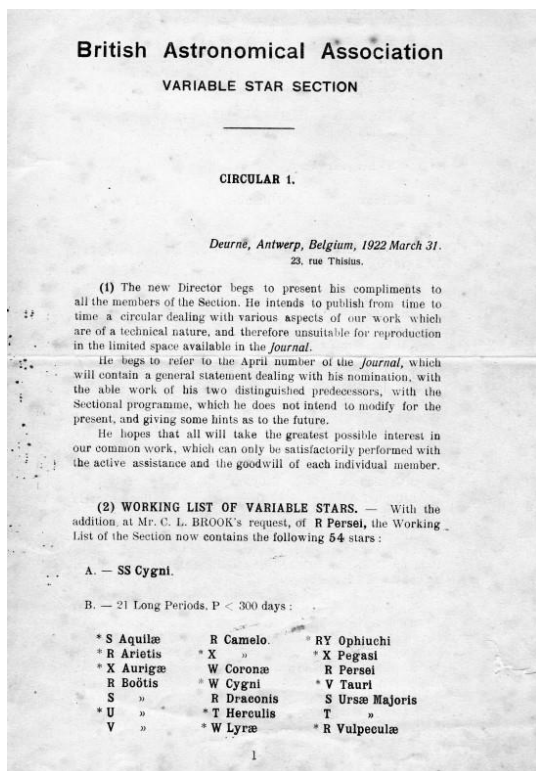 British Astronomical Association
VARIABLE STAR SECTION
CIRCULAR 1.
Deurne, Antwerp, Belgium, 1922 March 31.
23, rue Thisius.
(1) The new Director begs to present his compliments to
all the members of the Section. He intends to publish from time to
time a circular dealing with various aspects of our work which
are of a technical nature, and therefore unsuitable for reproduction
in the limited space available in the Journal.
He begs to refer to the April number of the Journal, which
will contain a general statement dealing with his nomination, with
the able work of his two distinguished predecessors, with the
Sectional programme, which he does not intend to modify for the
present, and giving some hints as to the future.
He hopes that all will take the greatest possible interest in
our common work, which can only be satisfactorily performed with
the active assistance and the goodwill of each individual member.
(2) WORKING LIST OF VARIABLE STARS. — With the
addition, at Mr. C. L. BROOK's request, of R Persei, the Working
List of the Section now contains the following 54 stars :
A. — SS Cygni.
B. — 21 Long Periods, P < 300 days :
* S Aquilæ R Camelo. * RY Ophiuchi
* R Arietis * X » * X Pegasi
* X Aurigæ W Coronæ R Persei
R Boötis * W Cygni * V Tauri
S » R Draconis S Ursæ Majoris
* U » * T Herculis T »
V » * W Lyræ * R Vulpeculæ
1